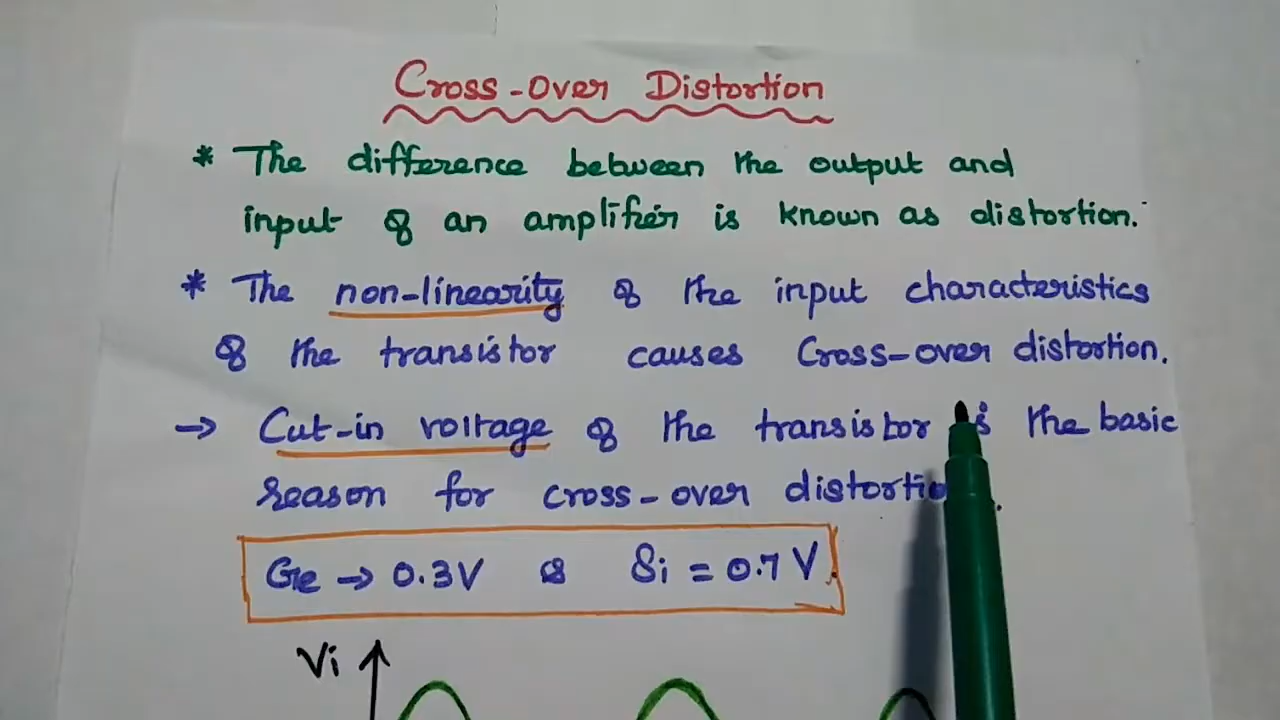 Cross-Over Distortion
* The difference between the output and
input of an amplifier is known as distortion.
* The non-linearity of the input characteristics
of the transistor causes Cross-over distortion.
→ Cut-in voltage of the transistor is the basic
reason for cross-over distortion.
Ge → 0.3V & Si = 0.7V.
Vi